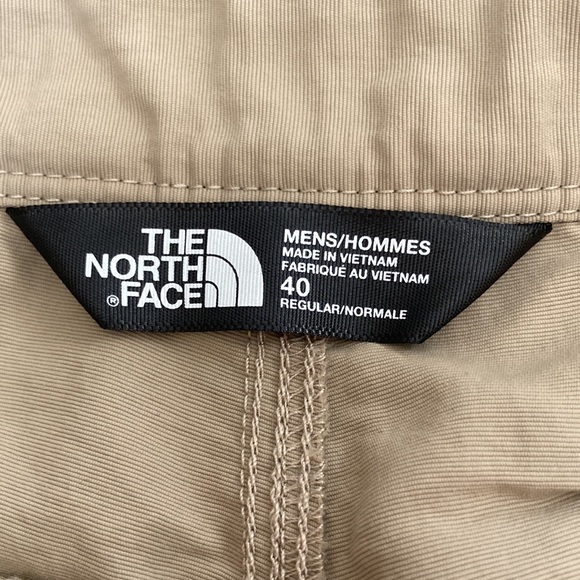 THE
NORTH
FACE®
MENS/HOMMES
MADE IN VIETNAM
FABRIQUÉ AU VIETNAM
40
REGULAR/NORMALE